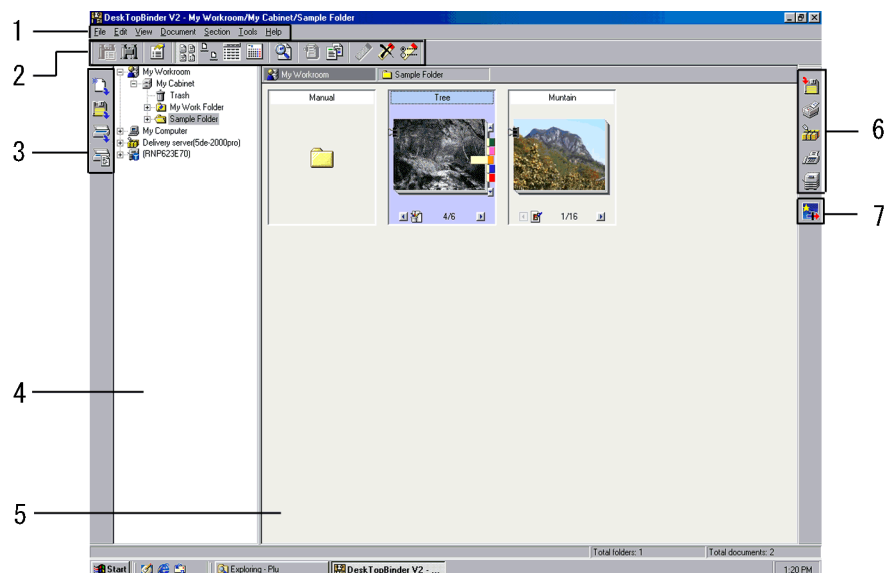 DeskTopBinder V2 - My Workroom/My Cabinet/Sample Folder
1
File Edit View Document Section Tools Help
2
3
My Workroom
My Cabinet
Trash
My Work Folder
Sample Folder
My Computer
Delivery server(5de-2000pro)
(RNP623E70)
My Workroom
Sample Folder
Manual
Tree
4/6
Muntain
1/16
6
7
4
5
Total folders: 1
Total documents: 2
Start
Exploring - Plu
DeskTopBinder V2 - ...
1:20 PM